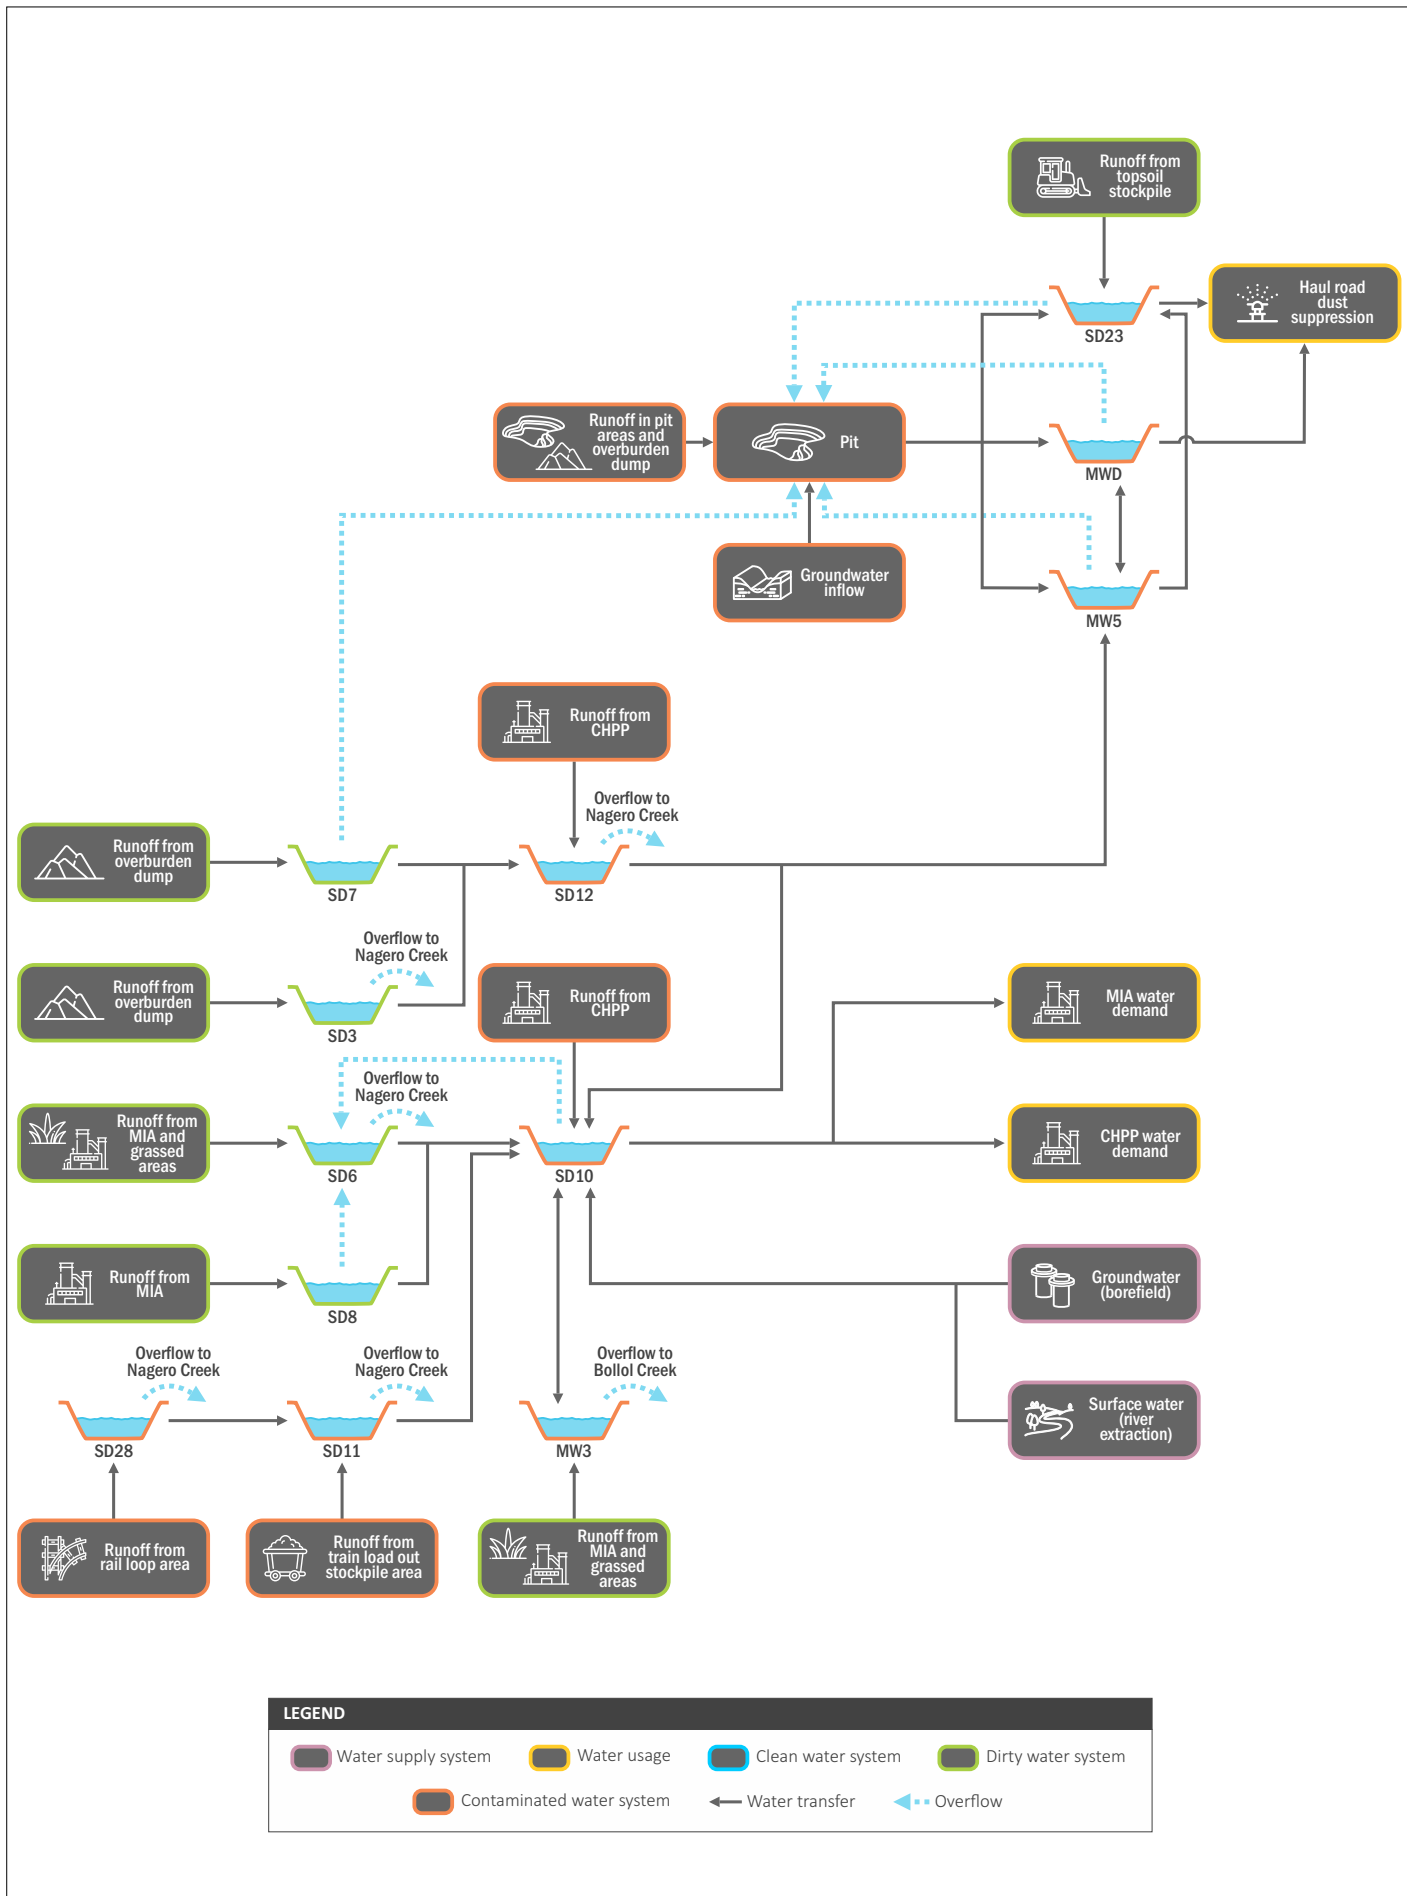 Runoff from
topsoil
stockpile
Haul road
dust
suppression
SD23
Runoff in pit
areas and
overburden
dump
Pit
MWD
Groundwater
inflow
MW5
Runoff from
CHPP
Overflow to
Nagero Creek
Runoff from
overburden
dump
SD7
SD12
Overflow to
Nagero Creek
Runoff from
overburden
dump
SD3
Runoff from
CHPP
MIA water
demand
Overflow to
Nagero Creek
Runoff from
MIA and
grassed
areas
SD6
SD10
CHPP water
demand
Runoff from
MIA
SD8
Groundwater
(borefield)
Overflow to
Nagero Creek
Overflow to
Nagero Creek
Overflow to
Bollol Creek
Surface water
(river
extraction)
SD28
SD11
MW3
Runoff from
rail loop area
Runoff from
train load out
stockpile area
Runoff from
MIA and
grassed
areas
LEGEND
Water supply system
Water usage
Clean water system
Dirty water system
Contaminated water system
Water transfer
Overflow